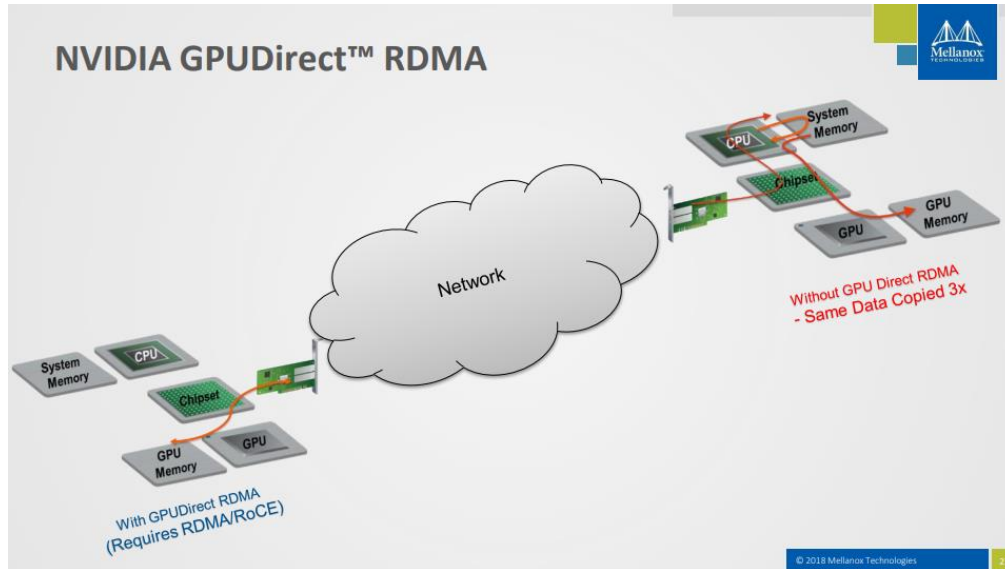 NVIDIA GPUDirect™ RDMA
Mellanox
TECHNOLOGIES
System
Memory
CPU
Chipset
GPU
Memory
GPU
Without GPU Direct RDMA
- Same Data Copied 3x
Network
System
Memory
CPU
Chipset
GPU
Memory
GPU
With GPUDirect RDMA
(Requires RDMA/RoCE)
© 2018 Mellanox Technologies
2